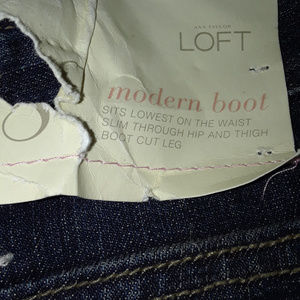 ANN TAYLOR
LOFT
modern boot
SITS LOWEST ON THE WAIST
SLIM THROUGH HIP AND THIGH
BOOT CUT LEG